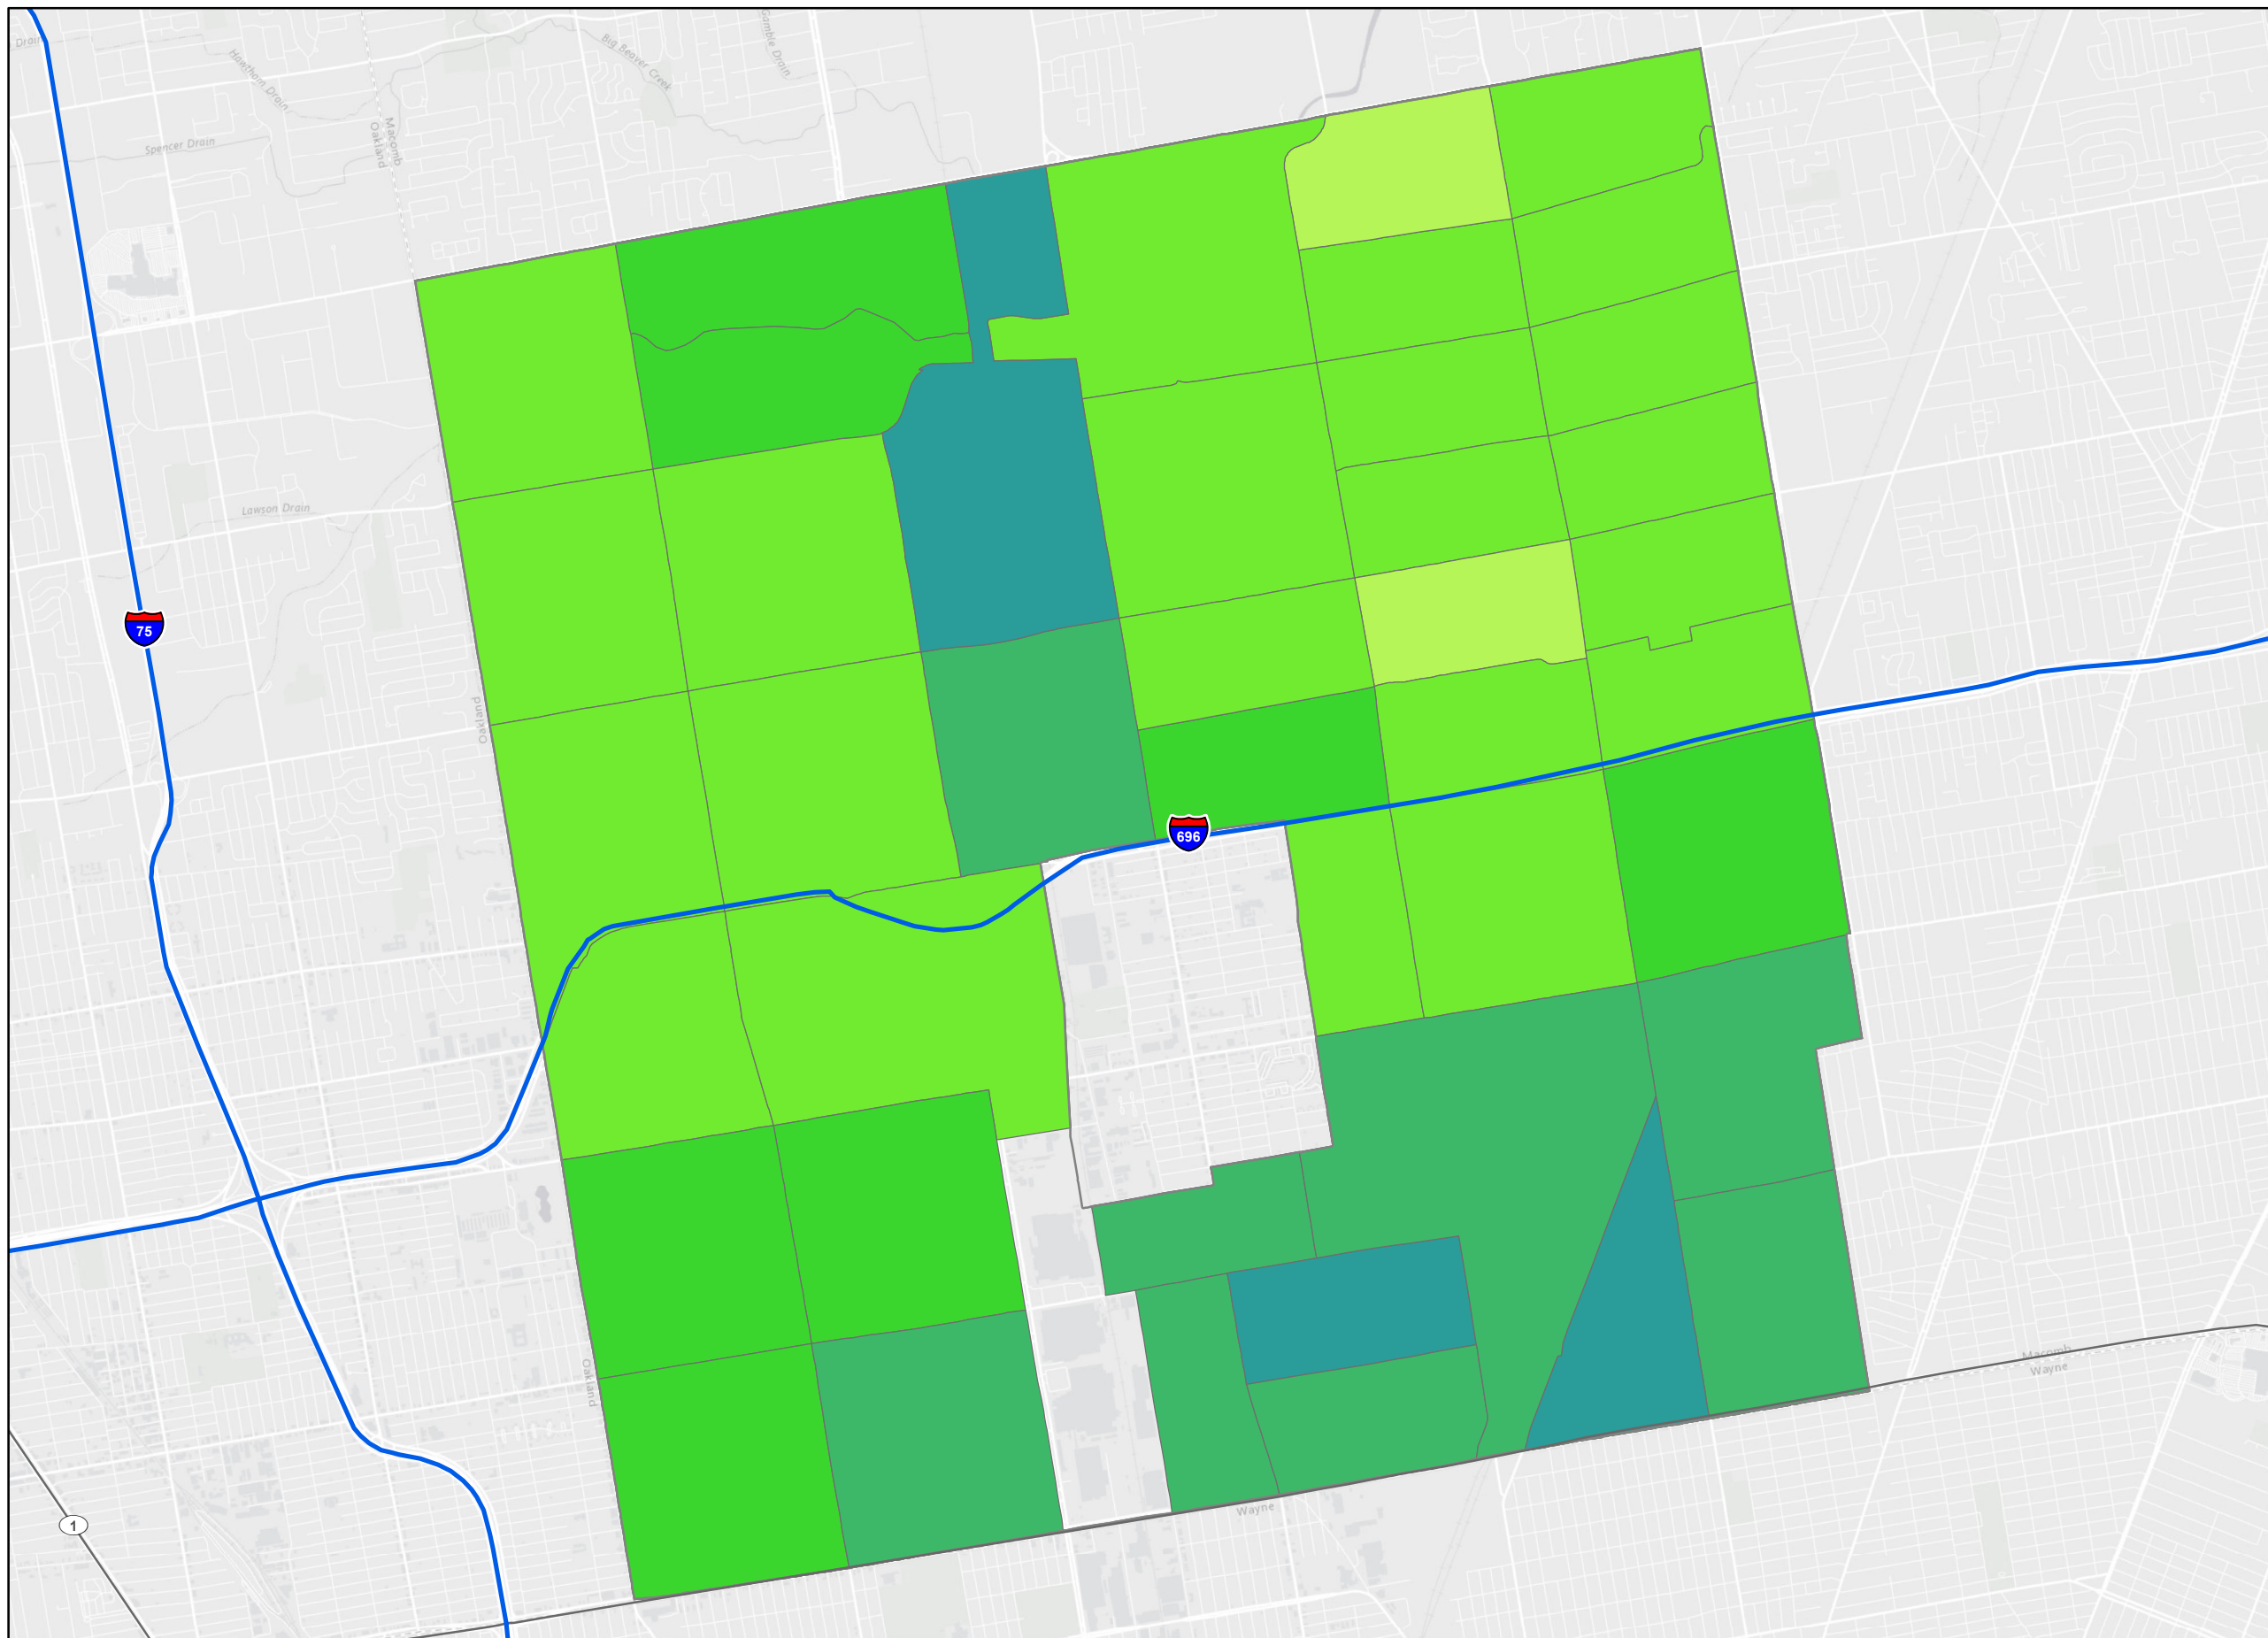 Drain
Hawthorn Drain
Big Beaver Creek
Gamble Drain
Spencer Drain
Macomb
Oakland
Lawson Drain
75
Oakland
696
Macomb
Wayne
Oakland
Wayne
1